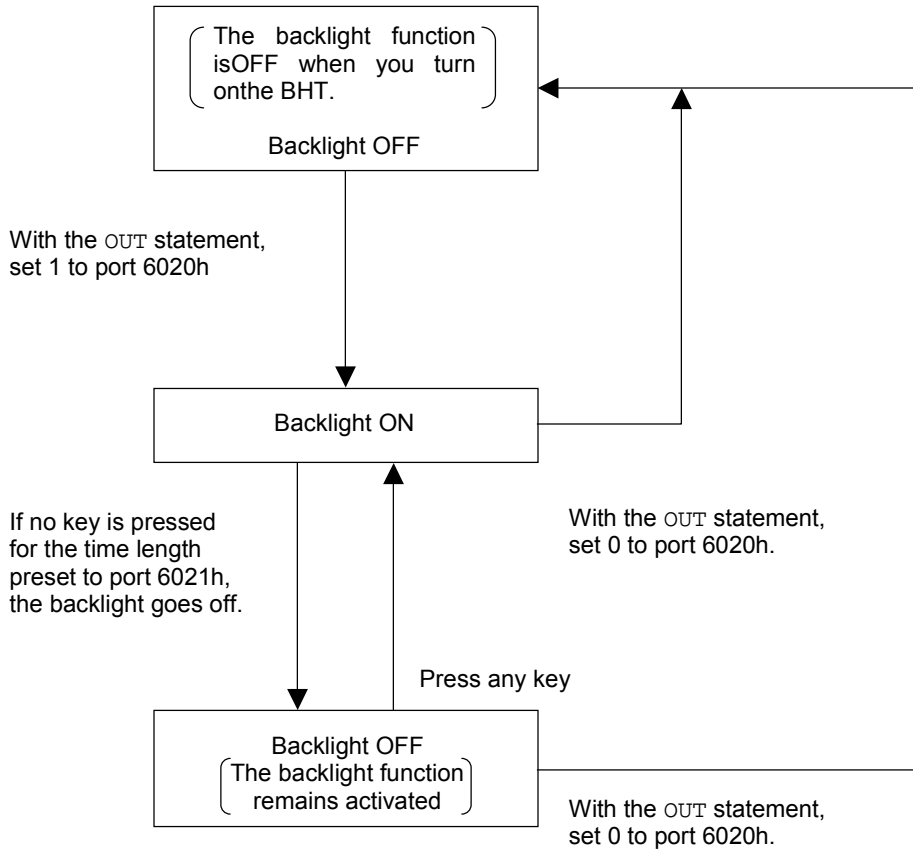 The backlight function
isOFF when you turn
onthe BHT.
Backlight OFF
With the OUT statement,
set 1 to port 6020h
Backlight ON
If no key is pressed
for the time length
preset to port 6021h,
the backlight goes off.
With the OUT statement,
set 0 to port 6020h.
Press any key
Backlight OFF
The backlight function
remains activated
With the OUT statement,
set 0 to port 6020h.